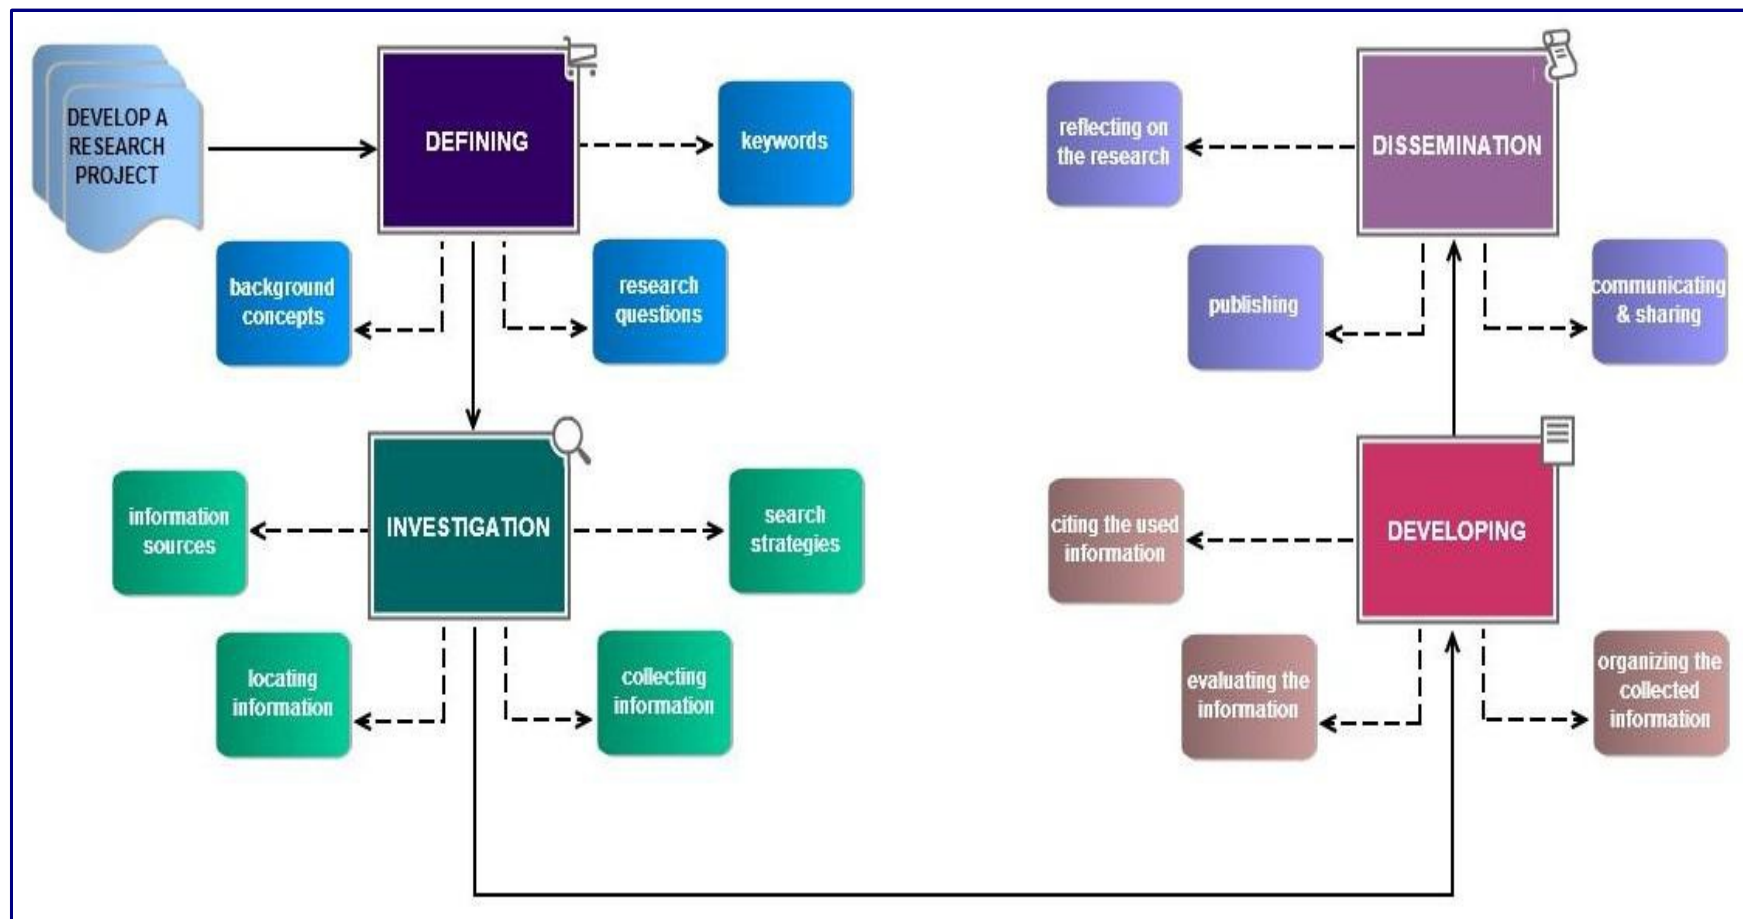 DEVELOP A
RESEARCH
PROJECT
DEFINING
keywords
background
concepts
research
questions
INVESTIGATION
information
sources
search
strategies
locating
information
collecting
information
DEVELOPING
citing the used
information
evaluating the
information
organizing the
collected
information
DISSEMINATION
reflecting on
the research
publishing
communicating
& sharing